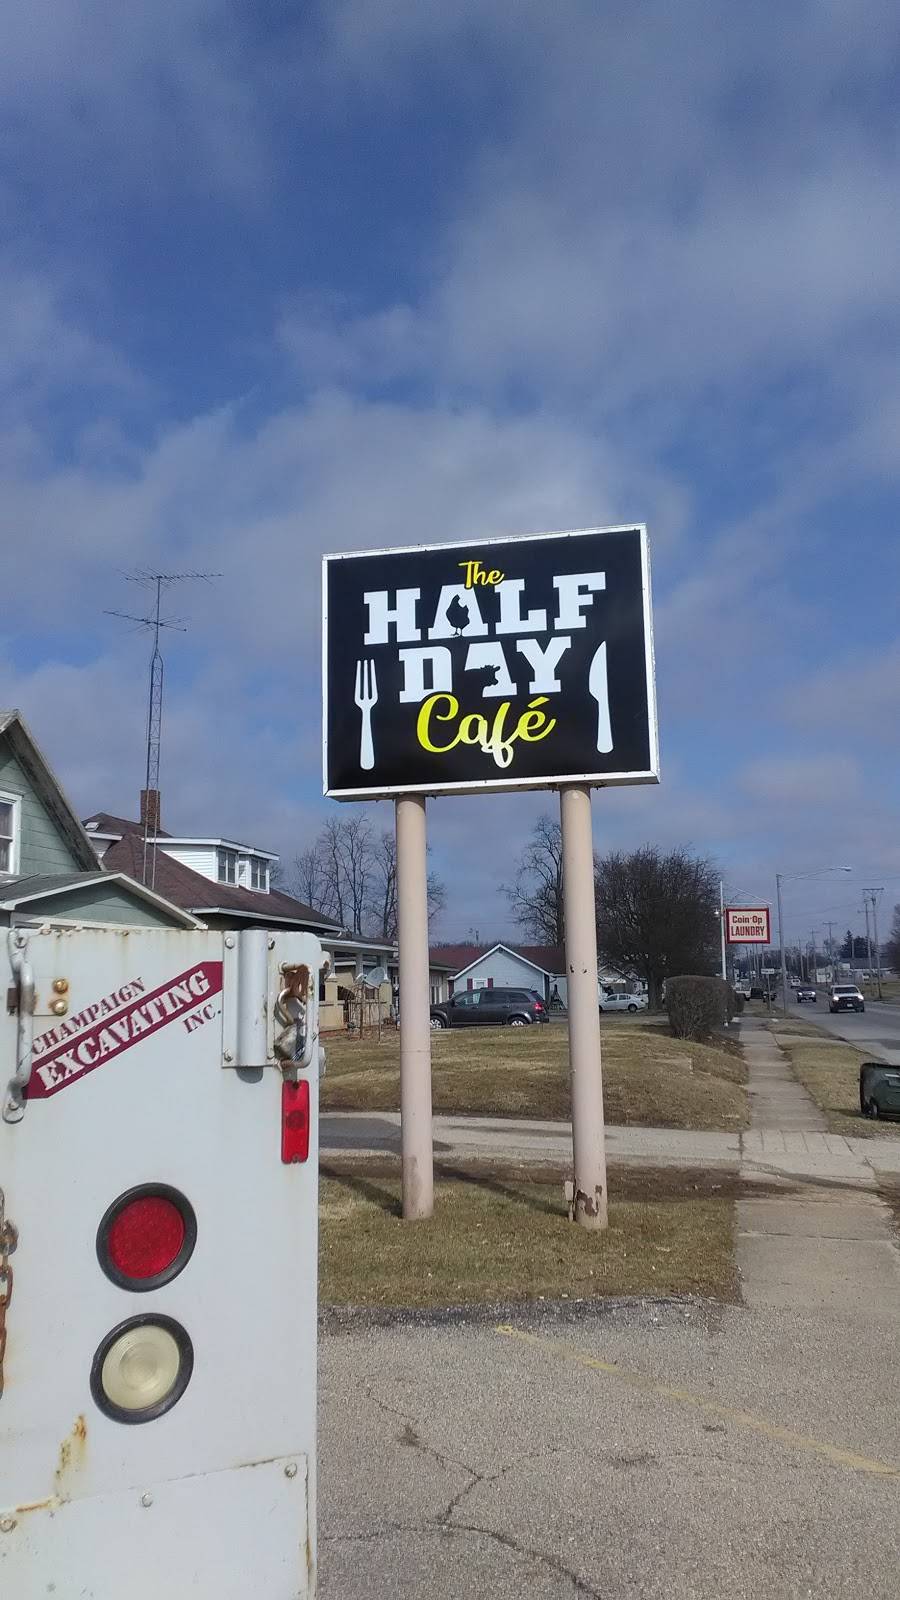 The
HALF
DAY
Café
Coin-Op
LAUNDRY
CHAMPAIGN
EXCAVATING
INC.